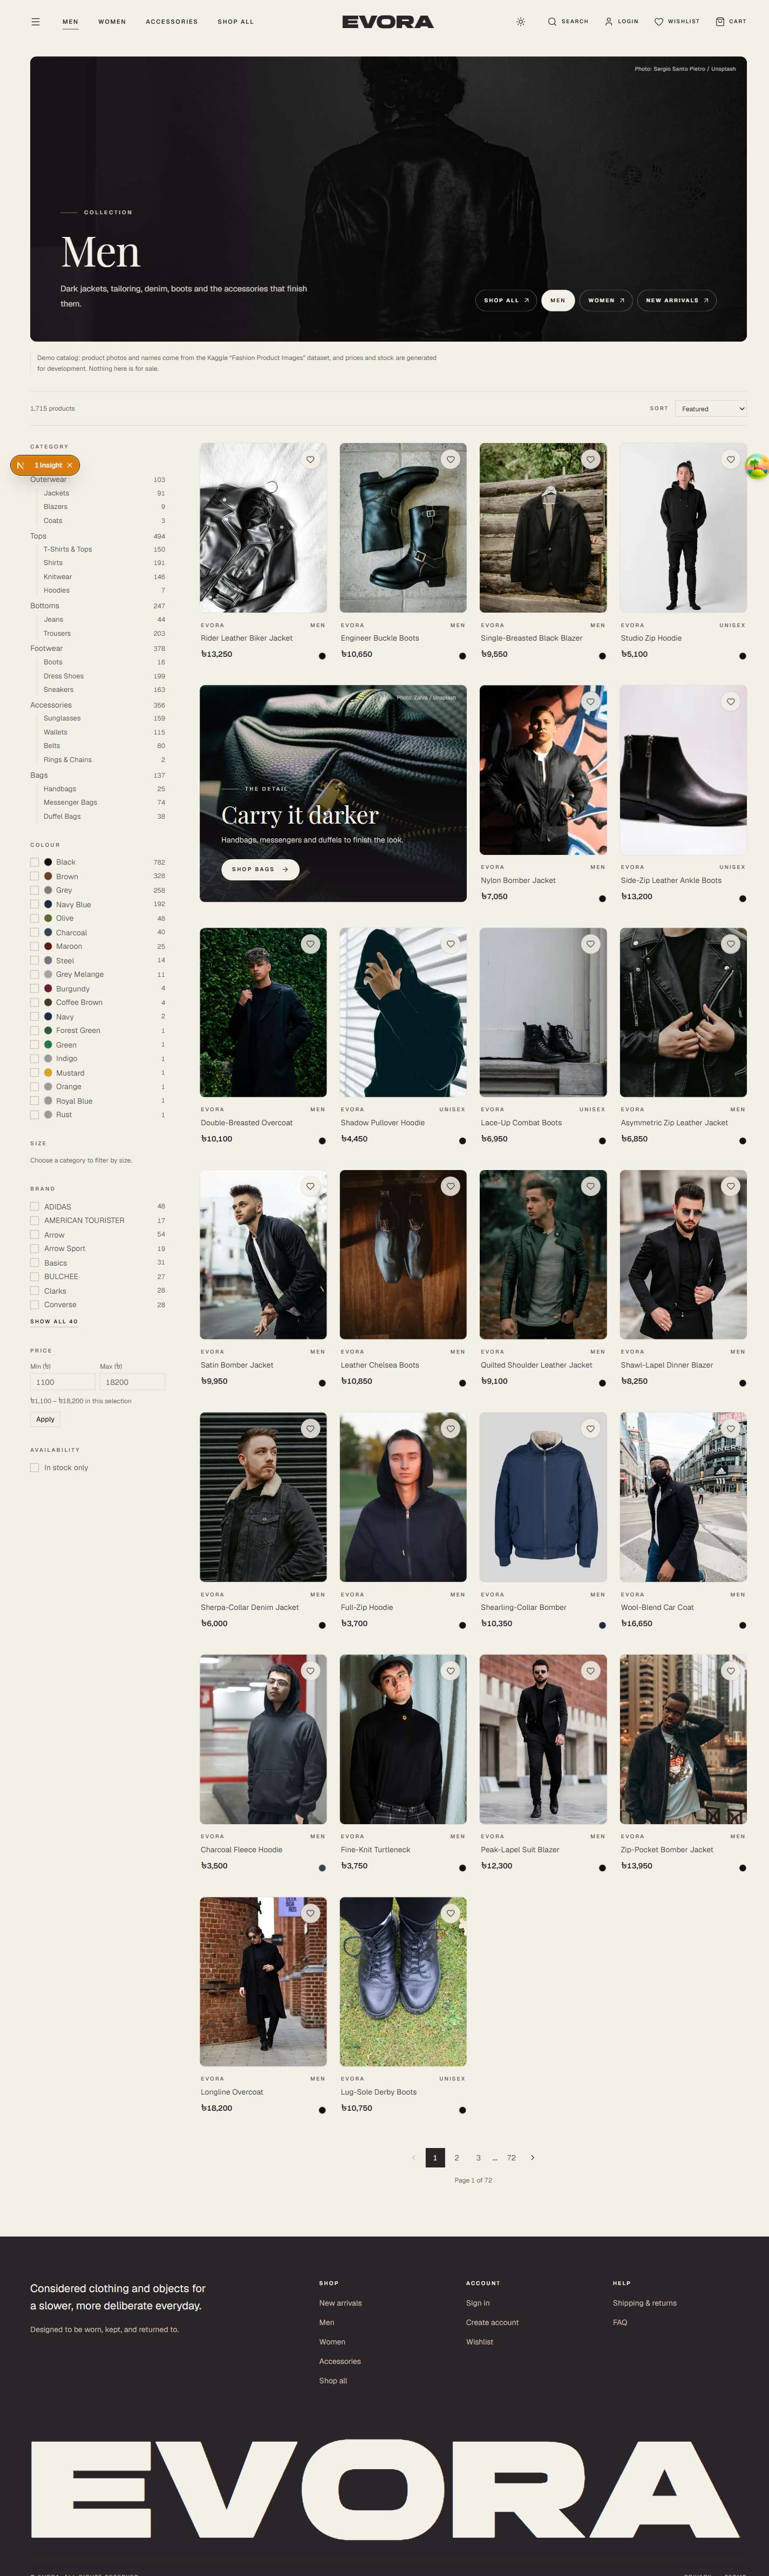 MEN WOMEN ACCESSORIES SHOP ALL EVORA SEARCH LOGIN WISHLIST CART
Photo: Sergio Santo Pietro / Unsplash
COLLECTION
Men
Dark jackets, tailoring, denim, boots and the accessories that finish
them.
SHOP ALL MEN WOMEN NEW ARRIVALS
Demo catalog: product photos and names come from the Kaggle "Fashion Product Images" dataset, and prices and stock are generated
for development. Nothing here is for sale.
1,715 products
SORT Featured
CATEGORY
1 Insight
Outerwear 103
Jackets 91
Blazers 9
Coats 3
Tops 494
T-Shirts & Tops 150
Shirts 191
Knitwear 146
Hoodies 7
Bottoms 247
Jeans 44
Trousers 203
Footwear 378
Boots 16
Dress Shoes 199
Sneakers 163
Accessories 356
Sunglasses 159
Wallets 115
Belts 80
Rings & Chains 2
Bags 137
Handbags 25
Messenger Bags 74
Duffel Bags 38
COLOUR
Black 782
Brown 328
Grey 258
Navy Blue 192
Olive 48
Charcoal 40
Maroon 25
Steel 14
Grey Melange 11
Burgundy 4
Coffee Brown 4
Navy 2
Forest Green 1
Green 1
Indigo 1
Mustard 1
Orange 1
Royal Blue 1
Rust 1
SIZE
Choose a category to filter by size.
BRAND
ADIDAS 48
AMERICAN TOURISTER 17
Arrow 54
Arrow Sport 19
Basics 31
BULCHEE 27
Clarks 28
Converse 28
SHOW ALL 40
PRICE
Min (৳) Max (৳)
1100 18200
৳1,100 – ৳18,200 in this selection
Apply
AVAILABILITY
In stock only
EVORA MEN
Rider Leather Biker Jacket
৳13,250
EVORA MEN
Engineer Buckle Boots
৳10,650
EVORA MEN
Single-Breasted Black Blazer
৳9,550
EVORA UNISEX
Studio Zip Hoodie
৳5,100
Photo: Zahra / Unsplash
THE DETAIL
Carry it darker
Handbags, messengers and duffels to finish the look.
SHOP BAGS
EVORA MEN
Nylon Bomber Jacket
৳7,050
EVORA UNISEX
Side-Zip Leather Ankle Boots
৳13,200
EVORA MEN
Double-Breasted Overcoat
৳10,100
EVORA UNISEX
Shadow Pullover Hoodie
৳4,450
EVORA UNISEX
Lace-Up Combat Boots
৳6,950
EVORA MEN
Asymmetric Zip Leather Jacket
৳6,850
EVORA MEN
Satin Bomber Jacket
৳9,950
EVORA MEN
Leather Chelsea Boots
৳10,850
EVORA MEN
Quilted Shoulder Leather Jacket
৳9,100
EVORA MEN
Shawl-Lapel Dinner Blazer
৳8,250
EVORA MEN
Sherpa-Collar Denim Jacket
৳6,000
EVORA MEN
Full-Zip Hoodie
৳3,700
EVORA MEN
Shearling-Collar Bomber
৳10,350
EVORA MEN
Wool-Blend Car Coat
৳16,650
EVORA MEN
Charcoal Fleece Hoodie
৳3,500
EVORA MEN
Fine-Knit Turtleneck
৳3,750
EVORA MEN
Peak-Lapel Suit Blazer
৳12,300
EVORA MEN
Zip-Pocket Bomber Jacket
৳13,950
EVORA MEN
Longline Overcoat
৳18,200
EVORA UNISEX
Lug-Sole Derby Boots
৳10,750
1 2 3 ... 72
Page 1 of 72
Considered clothing and objects for
a slower, more deliberate everyday.
Designed to be worn, kept, and returned to.
SHOP
New arrivals
Men
Women
Accessories
Shop all
ACCOUNT
Sign in
Create account
Wishlist
HELP
Shipping & returns
FAQ
EVORA